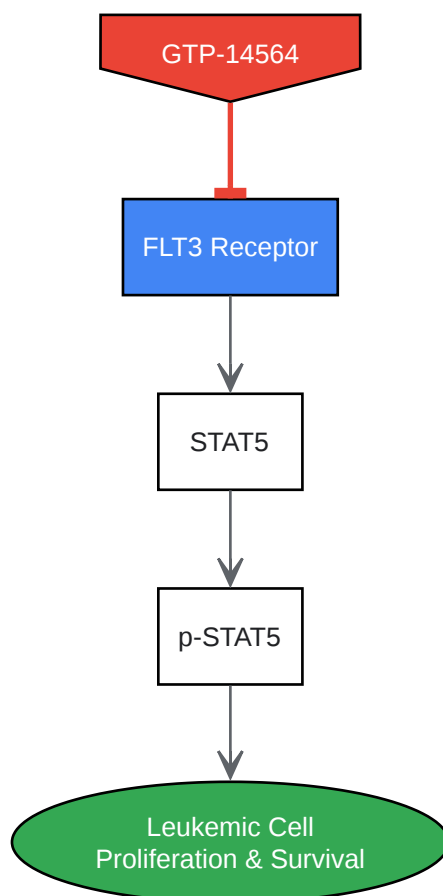 GTP-14564
FLT3 Receptor
STAT5
p-STAT5
Leukemic Cell
Proliferation & Survival